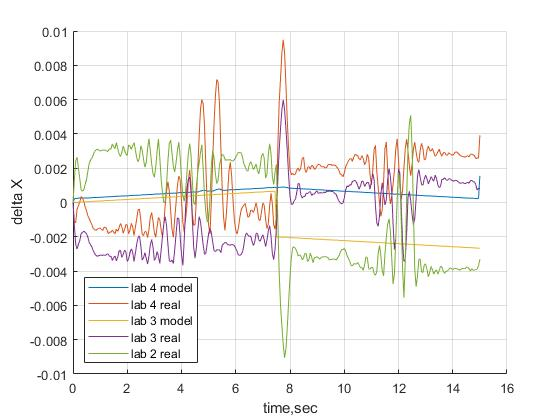 0.01
0.008
0.006
0.004
0.002
0
-0.002
-0.004
-0.006
-0.008
-0.01
delta X
lab 4 model
lab 4 real
lab 3 model
lab 3 real
lab 2 real
0 2 4 6 8 10 12 14 16
time,sec